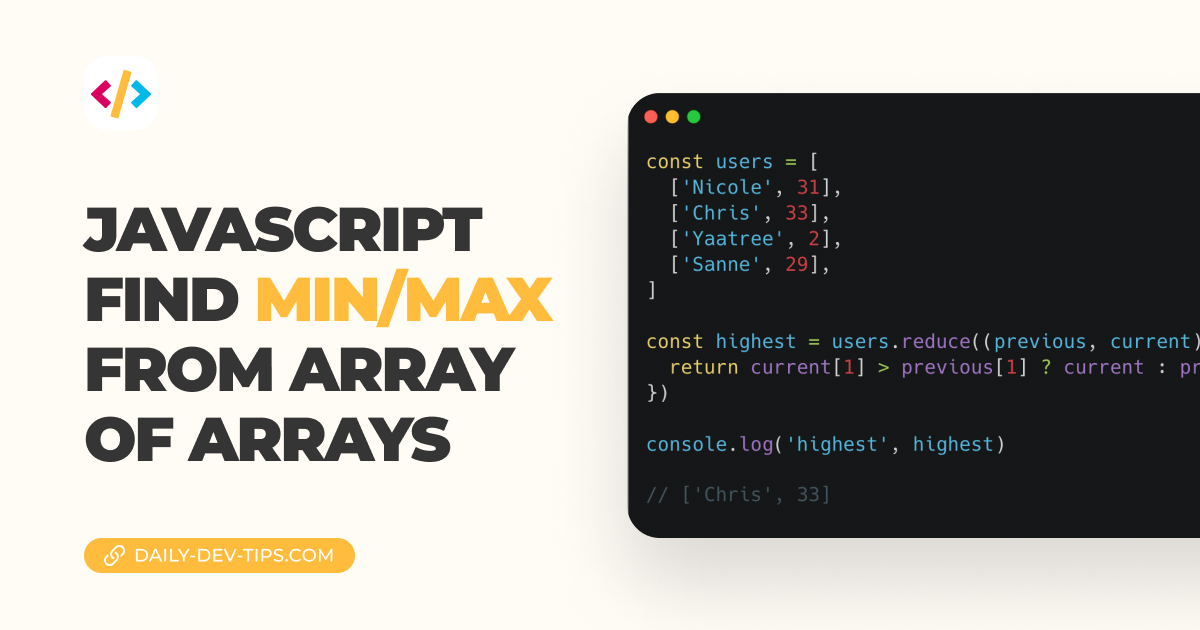 JAVASCRIPT
FIND MIN/MAX
FROM ARRAY
OF ARRAYS
DAILY-DEV-TIPS.COM
const users = [
  ['Nicole', 31],
  ['Chris', 33],
  ['Yaatree', 2],
  ['Sanne', 29],
]
const highest = users.reduce((previous, current)
  return current[1] > previous[1] ? current : pr
})
console.log('highest', highest)
// ['Chris', 33]